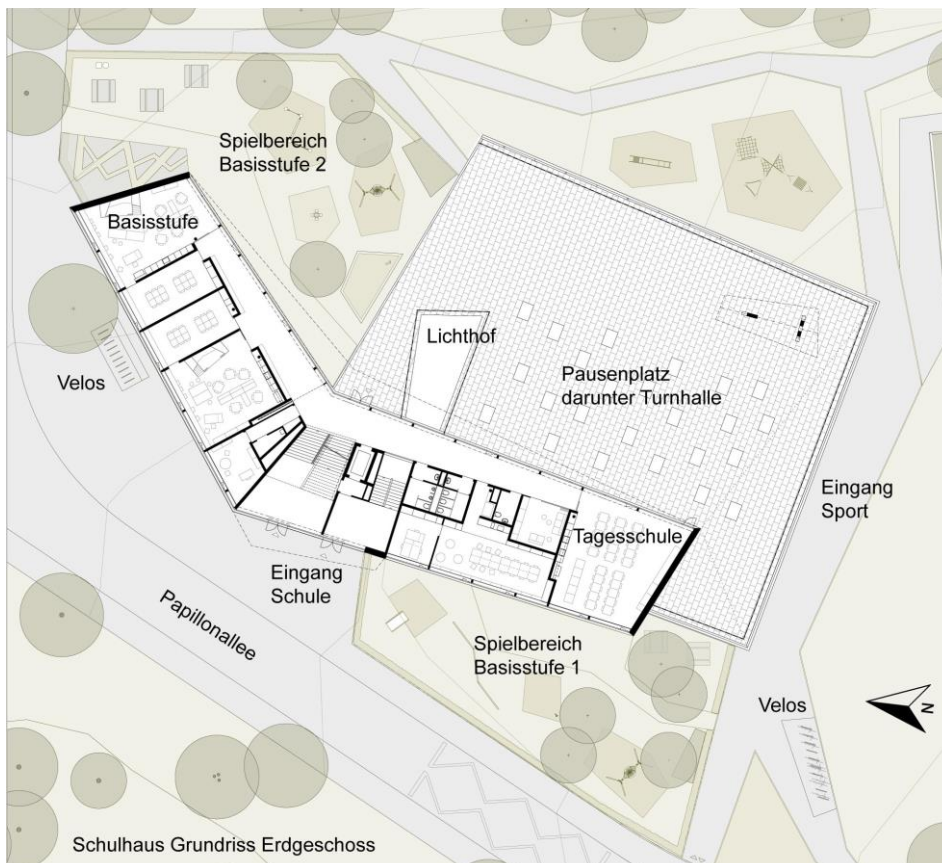 Spielbereich
Basisstufe 2
Basisstufe
Lichthof
Velos
Pausenplatz
darunter Turnhalle
Eingang
Sport
Tagesschule
Eingang
Schule
Papillonallee
Spielbereich
Basisstufe 1
Velos
N
Schulhaus Grundriss Erdgeschoss